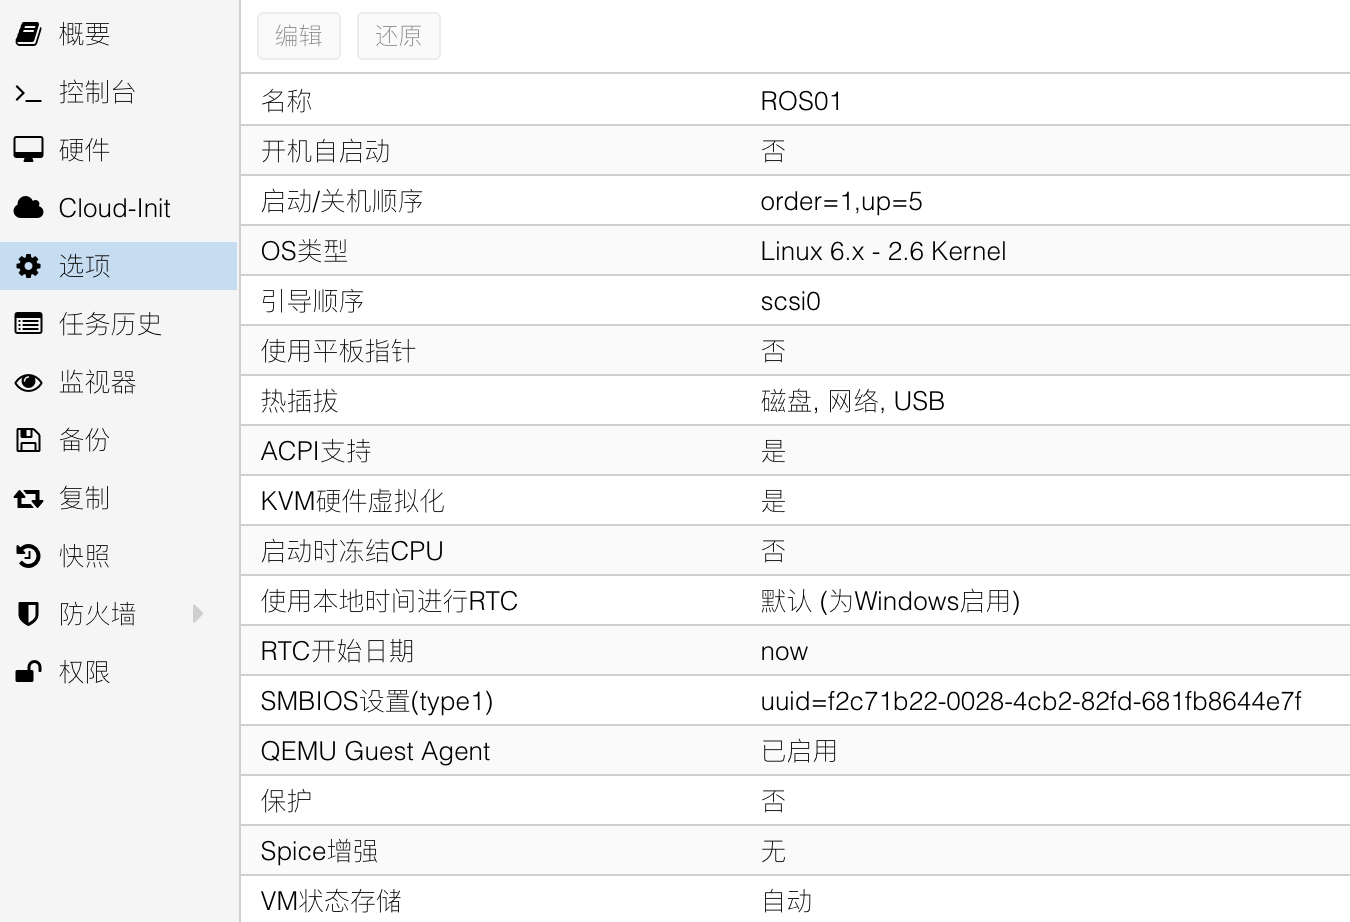 概要
控制台
硬件
Cloud-Init
选项
任务历史
监视器
备份
复制
快照
防火墙
权限
编辑 还原
名称 ROS01
开机自启动 否
启动/关机顺序 order=1,up=5
OS类型 Linux 6.x - 2.6 Kernel
引导顺序 scsi0
使用平板指针 否
热插拔 磁盘, 网络, USB
ACPI支持 是
KVM硬件虚拟化 是
启动时冻结CPU 否
使用本地时间进行RTC 默认 (为Windows启用)
RTC开始日期 now
SMBIOS设置(type1) uuid=f2c71b22-0028-4cb2-82fd-681fb8644e7f
QEMU Guest Agent 已启用
保护 否
Spice增强 无
VM状态存储 自动